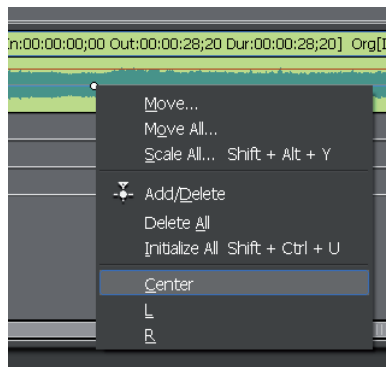 In:00:00:00;00 Out:00:00:28;20 Dur:00:00:28;20] Org[I
Move...
Move All...
Scale All... Shift + Alt + Y
Add/Delete
Delete All
Initialize All Shift + Ctrl + U
Center
L
R